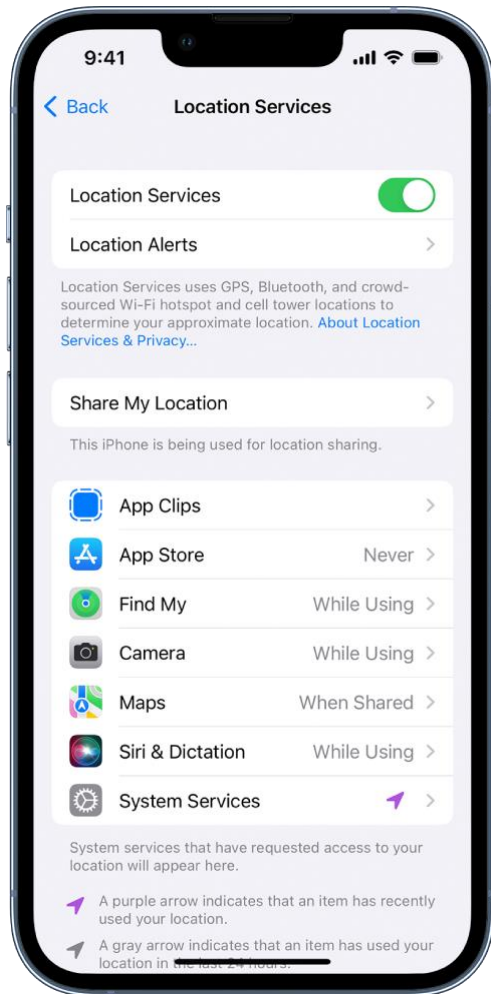 9:41
Back
Location Services
Location Services
Location Alerts
Location Services uses GPS, Bluetooth, and crowd-
sourced Wi-Fi hotspot and cell tower locations to
determine your approximate location. About Location
Services & Privacy...
Share My Location
This iPhone is being used for location sharing.
App Clips
App Store Never
Find My While Using
Camera While Using
Maps When Shared
Siri & Dictation While Using
System Services
System services that have requested access to your
location will appear here.
A purple arrow indicates that an item has recently
used your location.
A gray arrow indicates that an item has used your
location in the last 24 hours.